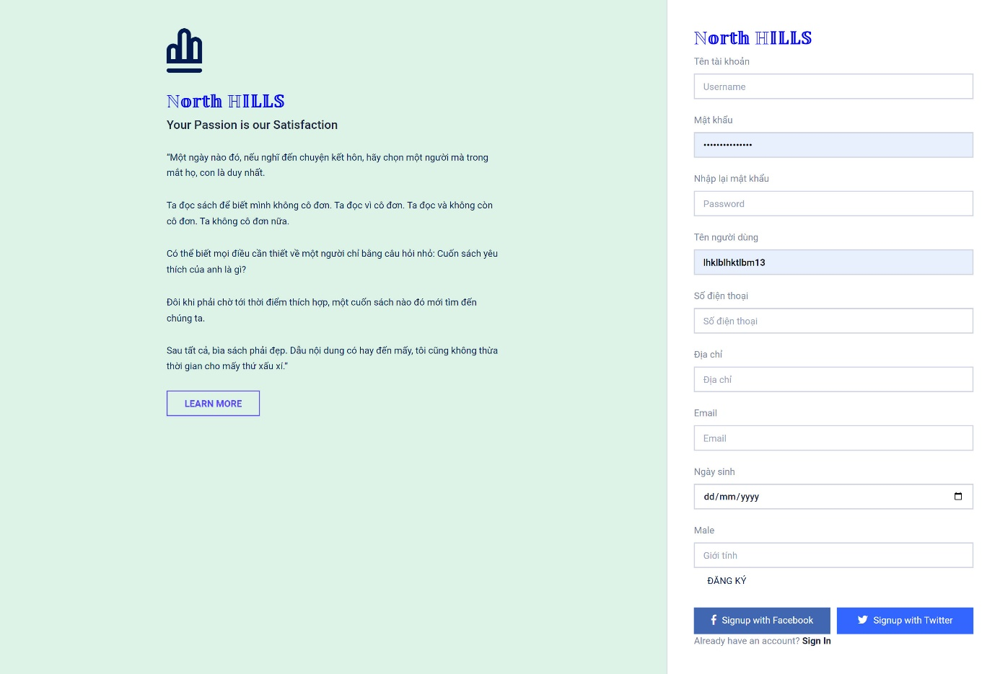 North HILLS
Your Passion is our Satisfaction
“Một ngày nào đó, nếu nghĩ đến chuyện kết hôn, hãy chọn một người mà trong
mắt họ, con là duy nhất.
Ta đọc sách để biết mình không cô đơn. Ta đọc vì cô đơn. Ta đọc và không còn
cô đơn. Ta không cô đơn nữa.
Có thể biết mọi điều cần thiết về một người chỉ bằng câu hỏi nhỏ: Cuốn sách yêu
thích của anh là gì?
Đôi khi phải chờ tới thời điểm thích hợp, một cuốn sách nào đó mới tìm đến
chúng ta.
Sau tất cả, bìa sách phải đẹp. Dẫu nội dung có hay đến mấy, tôi cũng không thừa
thời gian cho mấy thứ xấu xí.”
LEARN MORE
North HILLS
Tên tài khoản
Username
Mật khẩu
•••••••••••••••
Nhập lại mật khẩu
Password
Tên người dùng
lhklblhktlbm13
Số điện thoại
Số điện thoại
Địa chỉ
Địa chỉ
Email
Email
Ngày sinh
dd/mm/yyyy
Male
Giới tính
ĐĂNG KÝ
Signup with Facebook
Signup with Twitter
Already have an account? Sign In